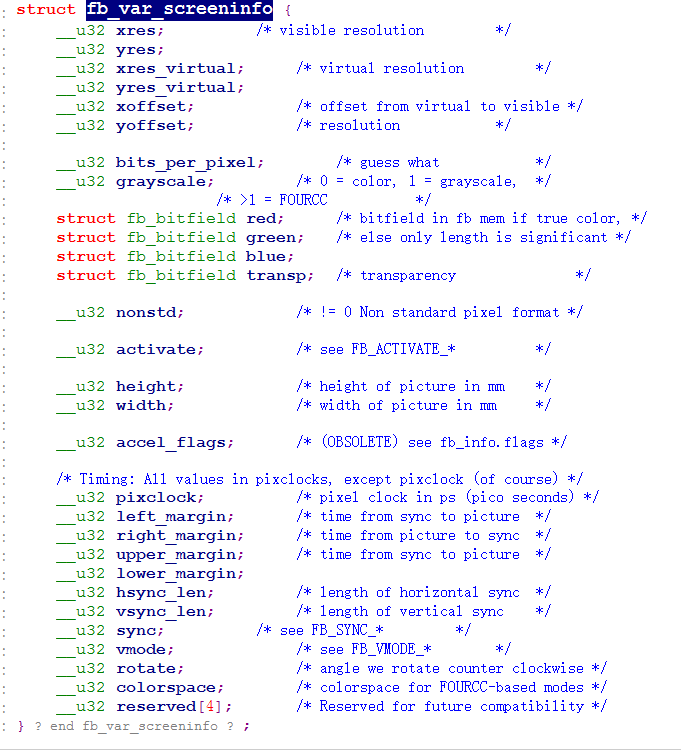 struct fb_var_screeninfo {
__u32 xres; /* visible resolution */
__u32 yres;
__u32 xres_virtual; /* virtual resolution */
__u32 yres_virtual;
__u32 xoffset; /* offset from virtual to visible */
__u32 yoffset; /* resolution */
__u32 bits_per_pixel; /* guess what */
__u32 grayscale; /* 0 = color, 1 = grayscale, */
/* >1 = FOURCC */
struct fb_bitfield red; /* bitfield in fb mem if true color, */
struct fb_bitfield green; /* else only length is significant */
struct fb_bitfield blue;
struct fb_bitfield transp; /* transparency */
__u32 nonstd; /* != 0 Non standard pixel format */
__u32 activate; /* see FB_ACTIVATE_* */
__u32 height; /* height of picture in mm */
__u32 width; /* width of picture in mm */
__u32 accel_flags; /* (OBSOLETE) see fb_info.flags */
/* Timing: All values in pixclocks, except pixclock (of course) */
__u32 pixclock; /* pixel clock in ps (pico seconds) */
__u32 left_margin; /* time from sync to picture */
__u32 right_margin; /* time from picture to sync */
__u32 upper_margin; /* time from sync to picture */
__u32 lower_margin;
__u32 hsync_len; /* length of horizontal sync */
__u32 vsync_len; /* length of vertical sync */
__u32 sync; /* see FB_SYNC_* */
__u32 vmode; /* see FB_VMODE_* */
__u32 rotate; /* angle we rotate counter clockwise */
__u32 colorspace; /* colorspace for FOURCC-based modes */
__u32 reserved[4]; /* Reserved for future compatibility */
} ? end fb_var_screeninfo ? ;